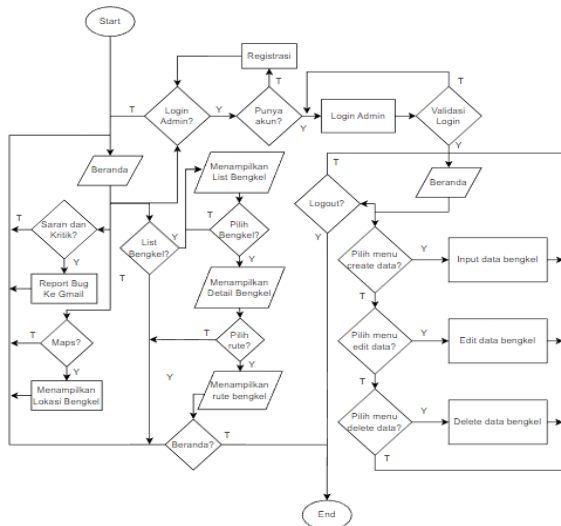 Start
Registrasi
T
T
T
Login
Admin?
Y
Punya
akun?
Y
Login Admin
Validasi
Login
Y
T
Beranda
Menampilkan
List Bengkel
Beranda
Logout?
T
Saran dan
Kritik?
List
Bengkel?
Y
T
Pilih
Bengkel?
Y
Y
Y
T
Pilih menu
create data?
Y
Input data bengkel
Report Bug
Ke Gmail
Menampilkan
Detail Bengkel
T
T
Maps?
T
Pilih
rute?
Pilih menu
edit data?
Y
Edit data bengkel
Y
Y
Y
Menampilkan
Lokasi Bengkel
Menampilkan
rute bengkel
T
Pilih menu
delete data?
Y
Delete data bengkel
Beranda?
T
T
End